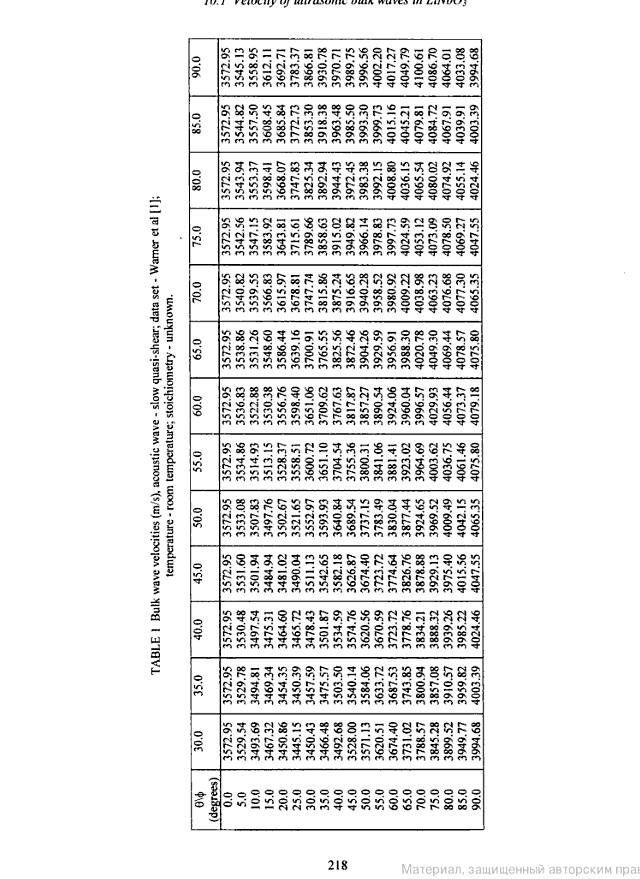 10.1 Velocity of ultrasonic bulk waves in LiNbO3
TABLE 1 Bulk wave velocities (m/s), acoustic wave - slow quasi-shear; data set - Warner et al [1];
temperature - room temperature; stoichiometry - unknown.
θ\φ 30.0 35.0 40.0 45.0 50.0 55.0 60.0 65.0 70.0 75.0 80.0 85.0 90.0
(degrees)
0.0 3572.95 3572.95 3572.95 3572.95 3572.95 3572.95 3572.95 3572.95 3572.95 3572.95 3572.95 3572.95 3572.95
5.0 3529.54 3529.78 3530.48 3531.60 3533.08 3534.86 3536.83 3538.86 3540.82 3542.56 3543.94 3544.82 3545.13
10.0 3493.69 3494.81 3497.54 3501.94 3507.83 3514.93 3522.88 3531.26 3539.55 3547.15 3553.37 3557.50 3558.95
15.0 3467.32 3469.34 3475.31 3484.94 3497.76 3513.15 3530.38 3548.60 3566.83 3583.92 3598.41 3608.45 3612.11
20.0 3450.86 3454.35 3464.60 3481.02 3502.67 3528.37 3556.76 3586.44 3615.97 3643.81 3668.07 3685.84 3692.71
25.0 3445.15 3450.39 3465.72 3490.04 3521.65 3558.51 3598.40 3639.16 3678.81 3715.61 3747.83 3772.73 3783.37
30.0 3450.43 3457.59 3478.43 3511.13 3552.97 3600.72 3651.06 3700.91 3747.74 3789.66 3825.34 3853.30 3866.81
35.0 3466.48 3475.57 3501.87 3542.65 3593.93 3651.10 3709.62 3765.55 3815.86 3858.63 3892.94 3918.38 3930.78
40.0 3492.68 3503.50 3534.59 3582.18 3640.84 3704.54 3767.63 3825.56 3875.24 3915.02 3944.43 3963.48 3970.71
45.0 3528.00 3540.14 3574.76 3626.87 3689.54 3755.36 3817.87 3872.46 3916.65 3949.82 3972.45 3985.50 3989.75
50.0 3571.13 3584.06 3620.56 3674.40 3737.15 3800.31 3857.27 3904.26 3940.28 3966.14 3983.38 3993.30 3996.56
55.0 3620.51 3633.72 3670.59 3723.72 3783.49 3841.06 3890.54 3929.59 3958.52 3978.83 3992.15 3999.73 4002.20
60.0 3674.40 3687.53 3723.72 3774.64 3830.04 3881.41 3924.06 3956.91 3980.92 3997.73 4008.80 4015.16 4017.27
65.0 3731.02 3743.85 3778.76 3826.76 3877.44 3923.02 3960.04 3988.30 4009.22 4024.59 4036.15 4045.21 4049.79
70.0 3788.57 3800.94 3834.21 3878.88 3924.65 3964.69 3996.57 4020.78 4038.98 4053.12 4065.54 4079.81 4100.61
75.0 3845.28 3857.08 3888.32 3929.13 3969.52 4003.62 4029.93 4049.30 4063.23 4073.09 4080.02 4084.72 4086.70
80.0 3899.52 3910.57 3939.26 3975.40 4009.49 4036.75 4056.44 4069.44 4076.68 4078.50 4074.92 4067.91 4064.01
85.0 3949.77 3959.82 3985.22 4015.56 4042.15 4061.46 4073.37 4078.57 4077.30 4069.27 4055.14 4039.91 4033.08
90.0 3994.68 4003.39 4024.46 4047.55 4065.35 4075.80 4079.18 4075.80 4065.35 4047.55 4024.46 4003.39 3994.68
218
Материал, защищенный авторским